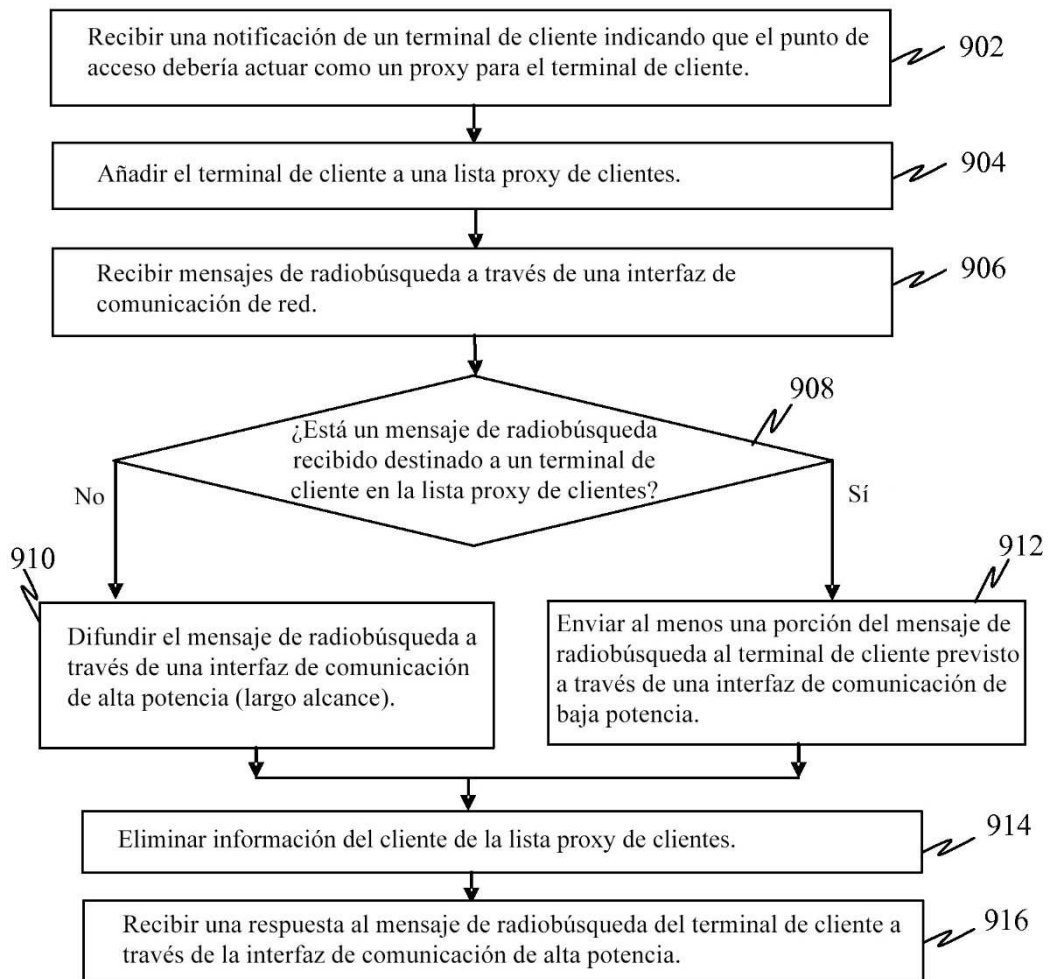 Recibir una notificación de un terminal de cliente indicando que el punto de
acceso debería actuar como un proxy para el terminal de cliente.
902
Añadir el terminal de cliente a una lista proxy de clientes.
904
Recibir mensajes de radiobúsqueda a través de una interfaz de
comunicación de red.
906
908
¿Está un mensaje de radiobúsqueda
recibido destinado a un terminal de
cliente en la lista proxy de clientes?
No
Sí
910
Difundir el mensaje de radiobúsqueda a
través de una interfaz de comunicación
de alta potencia (largo alcance).
912
Enviar al menos una porción del mensaje de
radiobúsqueda al terminal de cliente previsto
a través de una interfaz de comunicación de
baja potencia.
Eliminar información del cliente de la lista proxy de clientes.
914
Recibir una respuesta al mensaje de radiobúsqueda del terminal de cliente a
través de la interfaz de comunicación de alta potencia.
916